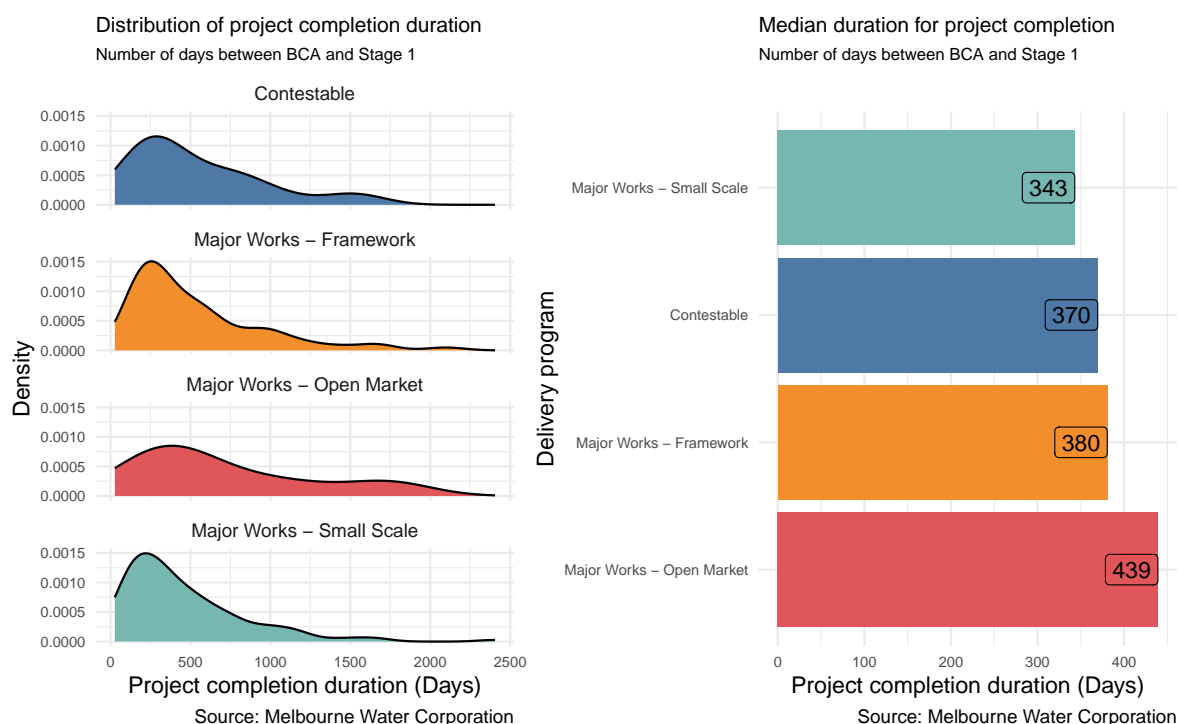 Distribution of project completion duration
Number of days between BCA and Stage 1
Contestable
0.0015
0.0010
0.0005
0.0000
Major Works – Framework
0.0015
0.0010
0.0005
0.0000
Major Works – Open Market
0.0015
0.0010
0.0005
0.0000
Major Works – Small Scale
0.0015
0.0010
0.0005
0.0000
Density
0 500 1000 1500 2000 2500
Project completion duration (Days)
Source: Melbourne Water Corporation
Median duration for project completion
Number of days between BCA and Stage 1
Delivery program
Major Works – Small Scale 343
Contestable 370
Major Works – Framework 380
Major Works – Open Market 439
0 100 200 300 400
Project completion duration (Days)
Source: Melbourne Water Corporation